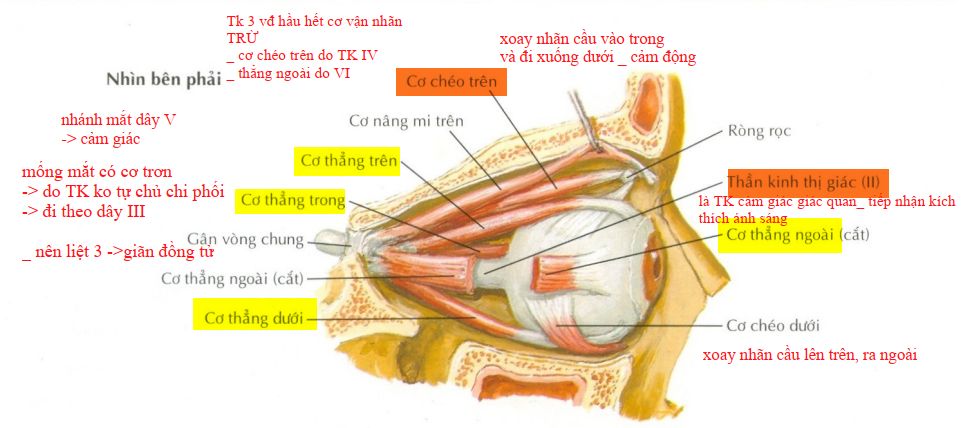 Tk 3 vđ hầu hết cơ vận nhãn
TRỪ
_ cơ chéo trên do TK IV
_ thẳng ngoài do VI
xoay nhãn cầu vào trong
và đi xuống dưới _ cảm động
Nhìn bên phải
Cơ chéo trên
nhánh mắt dây V
-> cảm giác
Cơ nâng mi trên
Ròng rọc
Cơ thẳng trên
mống mắt có cơ trơn
-> do TK ko tự chủ chi phối
-> đi theo dây III
Thần kinh thị giác (II)
Cơ thẳng trong
là TK cảm giác giác quan_ tiếp nhận kích
thích ánh sáng
Gân vòng chung
Cơ thẳng ngoài (cắt)
_ nên liệt 3 ->giãn đồng tử
Cơ thẳng ngoài (cắt)
Cơ thẳng dưới
Cơ chéo dưới
xoay nhãn cầu lên trên, ra ngoài